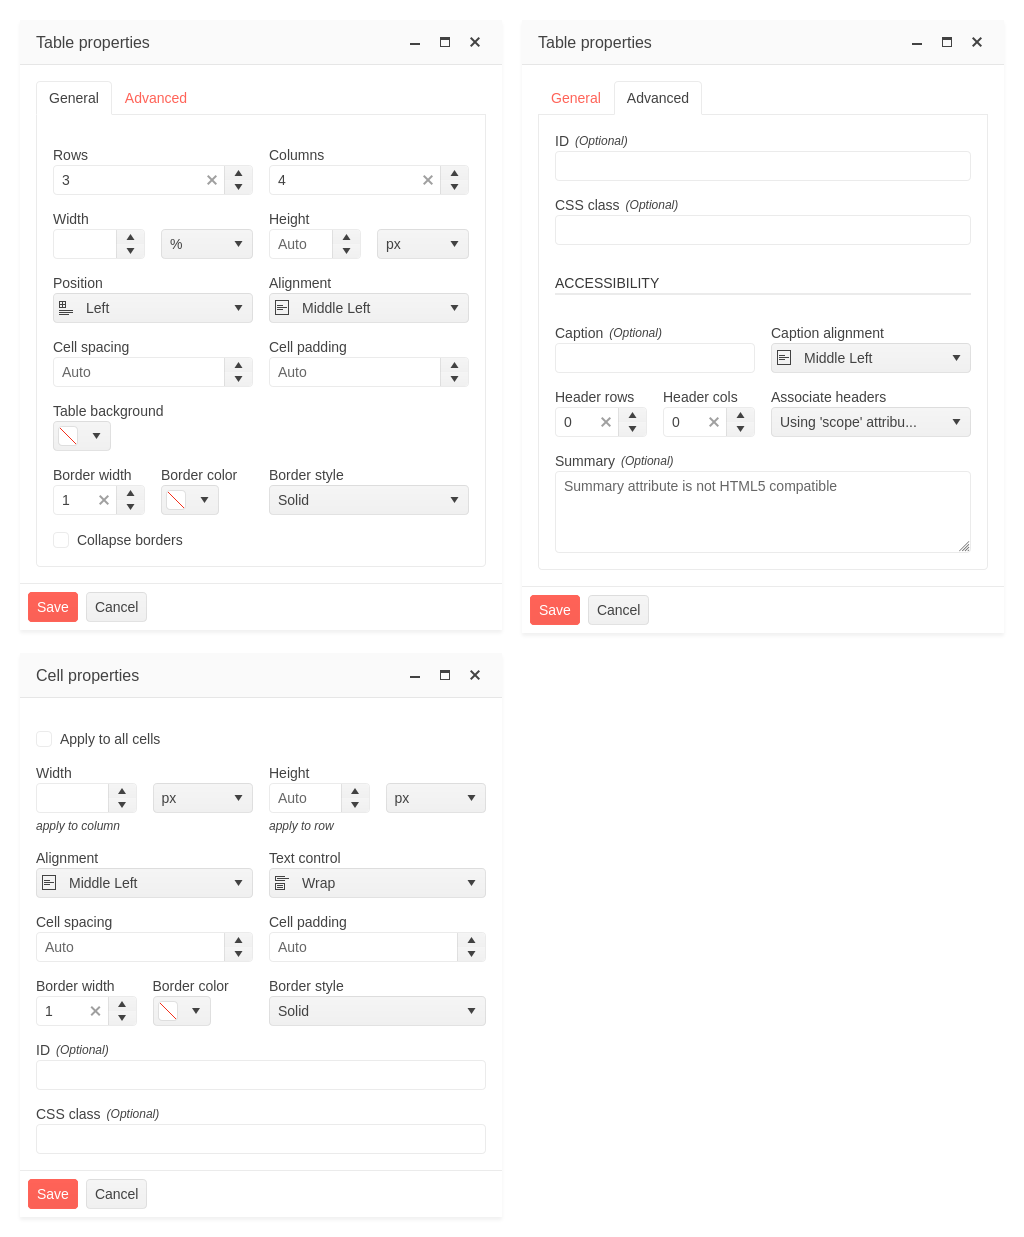 Table properties
General Advanced
Rows Columns
3 4
Width Height
% Auto px
Position Alignment
Left Middle Left
Cell spacing Cell padding
Auto Auto
Table background
Border width Border color Border style
1 Solid
Collapse borders
Save Cancel
Table properties
General Advanced
ID (Optional)
CSS class (Optional)
ACCESSIBILITY
Caption (Optional) Caption alignment
Middle Left
Header rows Header cols Associate headers
0 0 Using 'scope' attribu...
Summary (Optional)
Summary attribute is not HTML5 compatible
Save Cancel
Cell properties
Apply to all cells
Width Height
px Auto px
apply to column apply to row
Alignment Text control
Middle Left Wrap
Cell spacing Cell padding
Auto Auto
Border width Border color Border style
1 Solid
ID (Optional)
CSS class (Optional)
Save Cancel